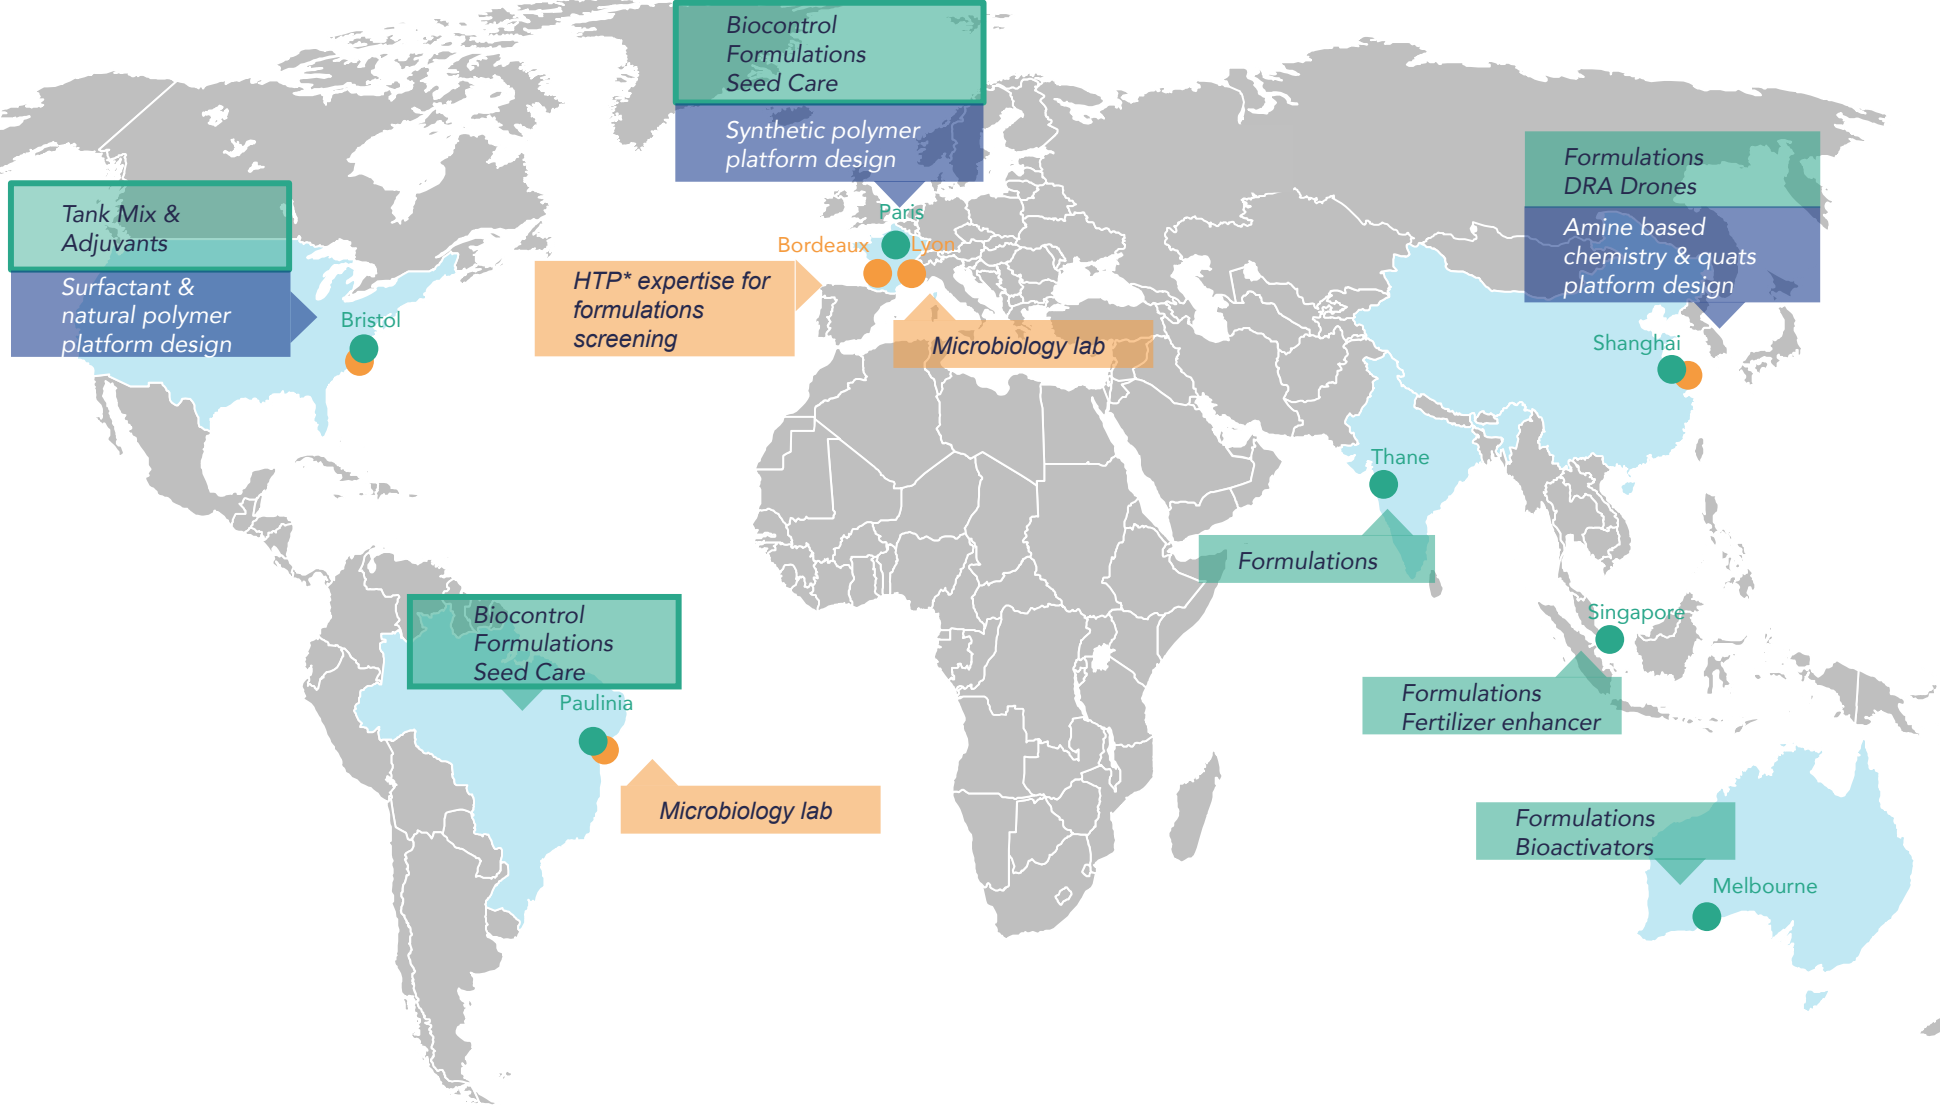 Biocontrol
Formulations
Seed Care
Synthetic polymer
platform design
Paris
Bordeaux
Lyon
Tank Mix &
Adjuvants
Surfactant &
natural polymer
platform design
Bristol
HTP* expertise for
formulations
screening
Microbiology lab
Formulations
DRA Drones
Amine based
chemistry & quats
platform design
Shanghai
Thane
Formulations
Singapore
Formulations
Fertilizer enhancer
Biocontrol
Formulations
Seed Care
Paulinia
Microbiology lab
Formulations
Bioactivators
Melbourne